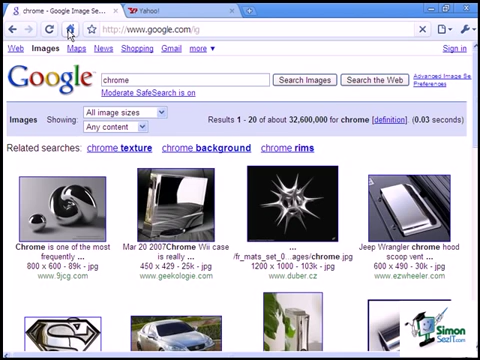 chrome - Google Image Se...
Yahoo!
http://www.google.com/ig
Web Images Maps News Shopping Gmail more ▼
Sign in
Google
chrome
Search Images
Search the Web
Advanced Image Se
Preferences
Moderate SafeSearch is on
Images Showing:
All image sizes
Any content
Results 1 - 20 of about 32,600,000 for chrome [definition]. (0.03 seconds)
Related searches: chrome texture chrome background chrome rims
Chrome is one of the most
frequently ...
800 x 600 - 89k - jpg
www.9jcg.com
Mar 20 2007Chrome Wii case
is really ...
450 x 429 - 25k - jpg
www.geekologie.com
...
/fr_mats_set_0...ages/chrome.jpg
1200 x 1000 - 103k - jpg
www.duber.cz
Jeep Wrangler chrome hood
scoop vent ...
600 x 490 - 30k - jpg
www.ezwheeler.com
Simon
SezIT.com